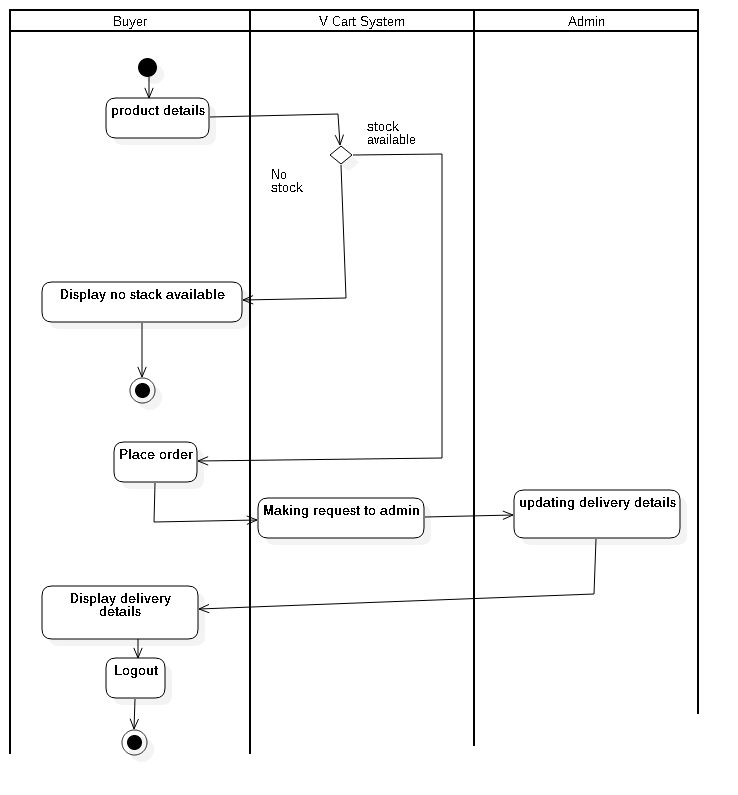 Buyer
V Cart System
Admin
product details
stock
available
No
stock
Display no stack available
Place order
Making request to admin
updating delivery details
Display delivery
details
Logout